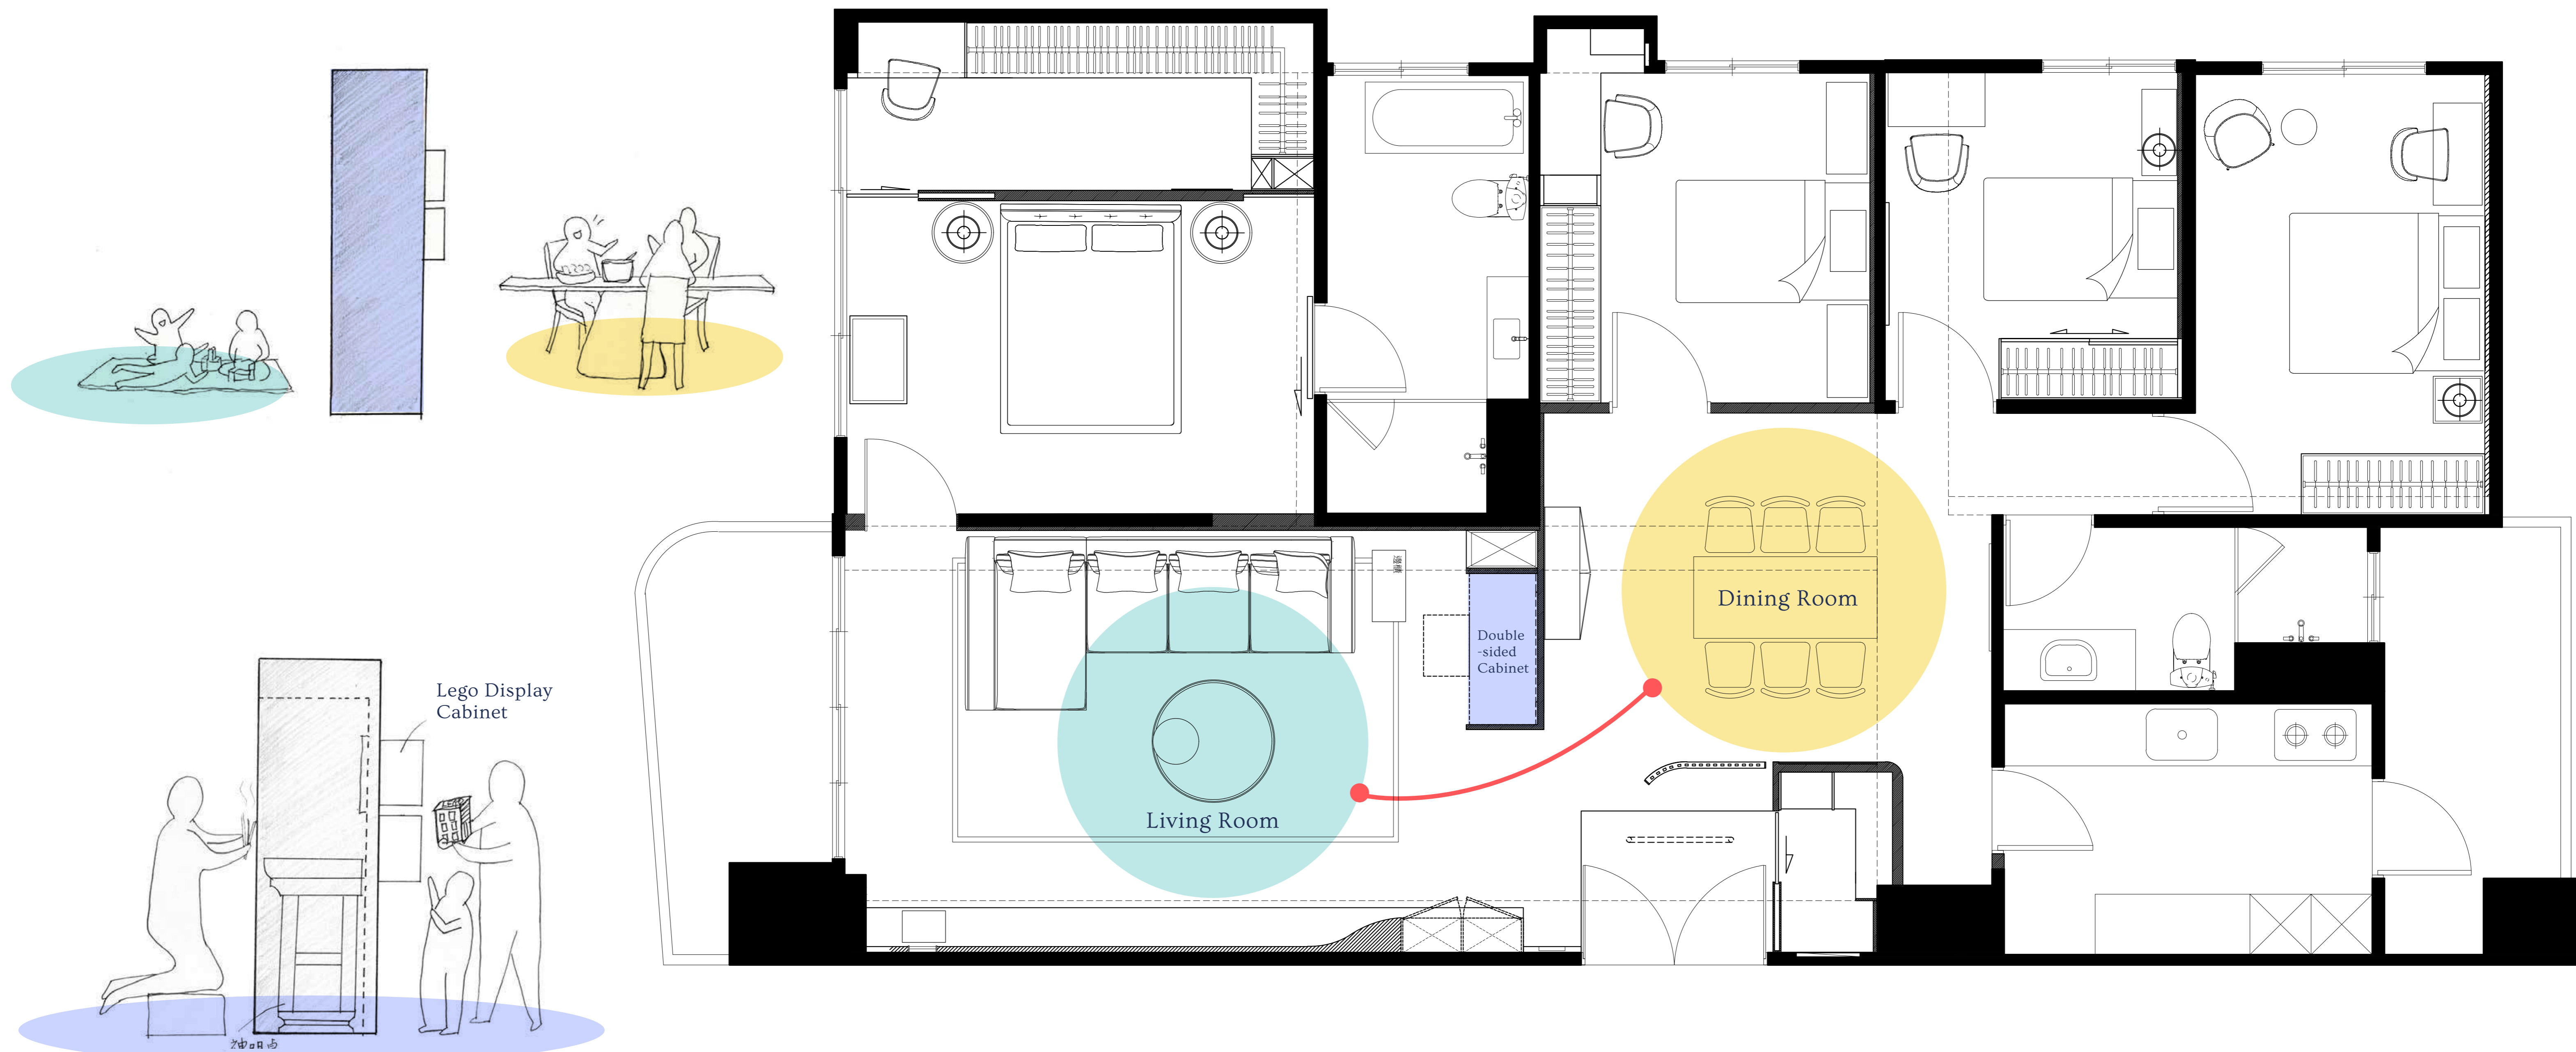 Lego Display
Cabinet
Living Room
Double
-sided
Cabinet
Dining Room